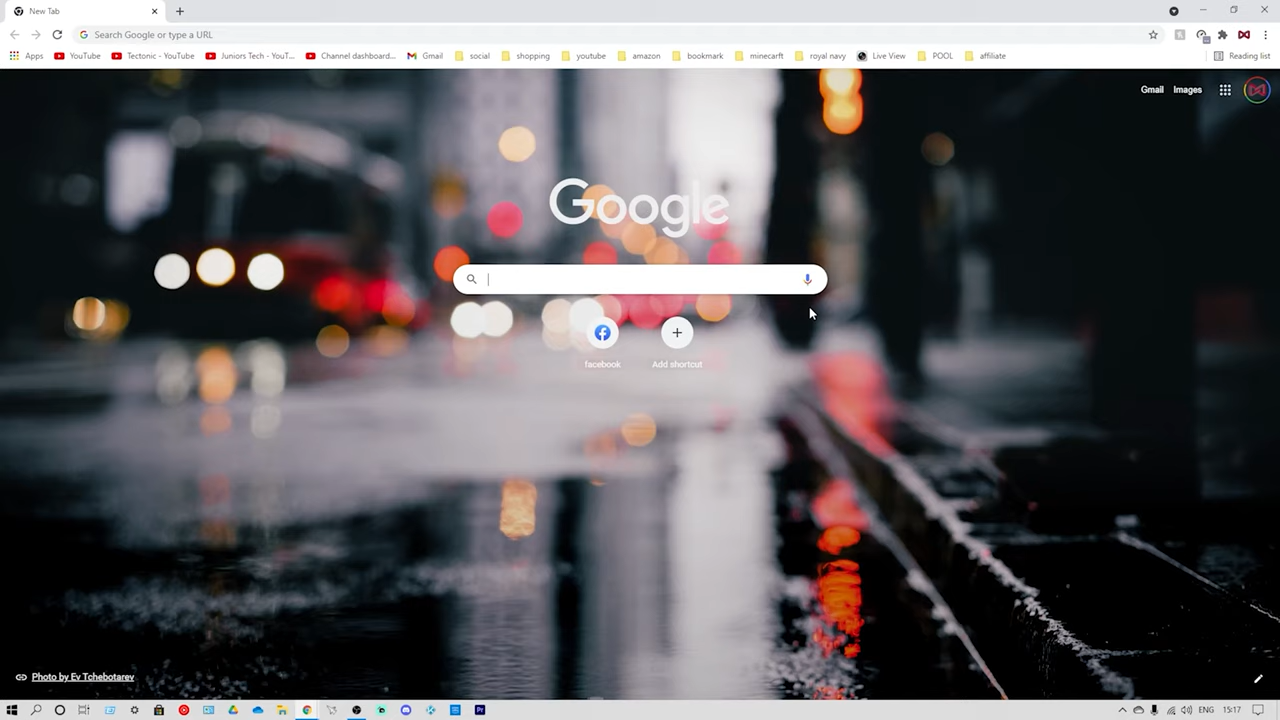 New Tab
Search Google or type a URL
Apps YouTube Tectonic - YouTube Juniors Tech - YouT... Channel dashboard... Gmail social shopping youtube amazon bookmark minecarft royal navy Live View POOL affiliate Reading list
Gmail Images
Google
facebook Add shortcut
Photo by Ev Tchebotarev
ENG 15:17